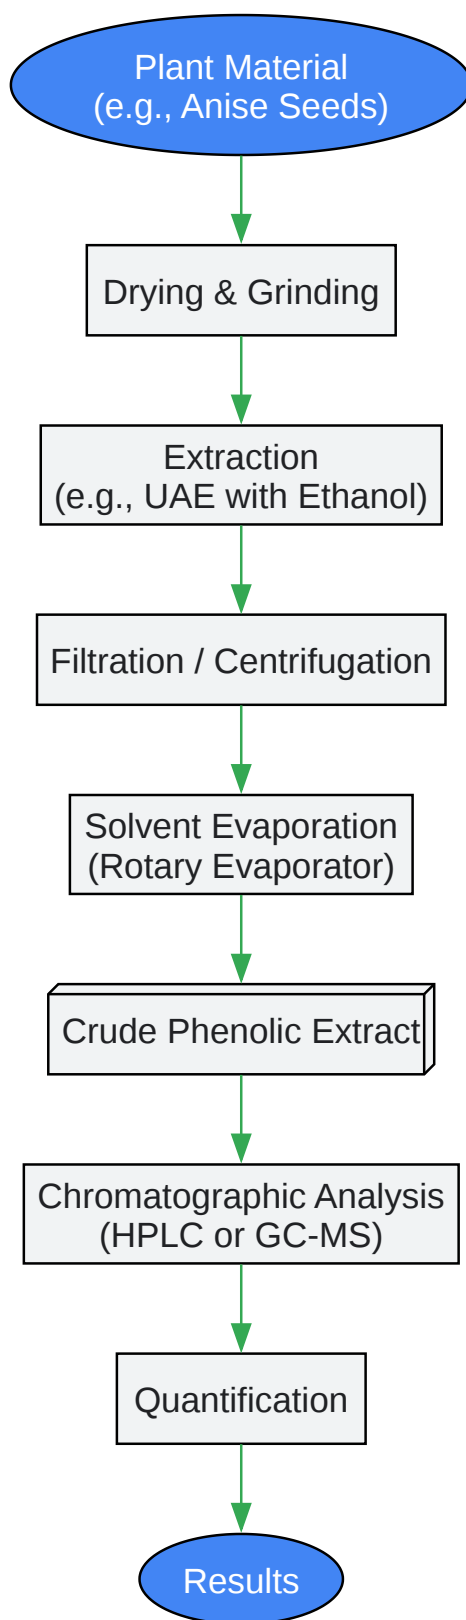 Plant Material
(e.g., Anise Seeds)
Drying & Grinding
Extraction
(e.g., UAE with Ethanol)
Filtration / Centrifugation
Solvent Evaporation
(Rotary Evaporator)
Crude Phenolic Extract
Chromatographic Analysis
(HPLC or GC-MS)
Quantification
Results